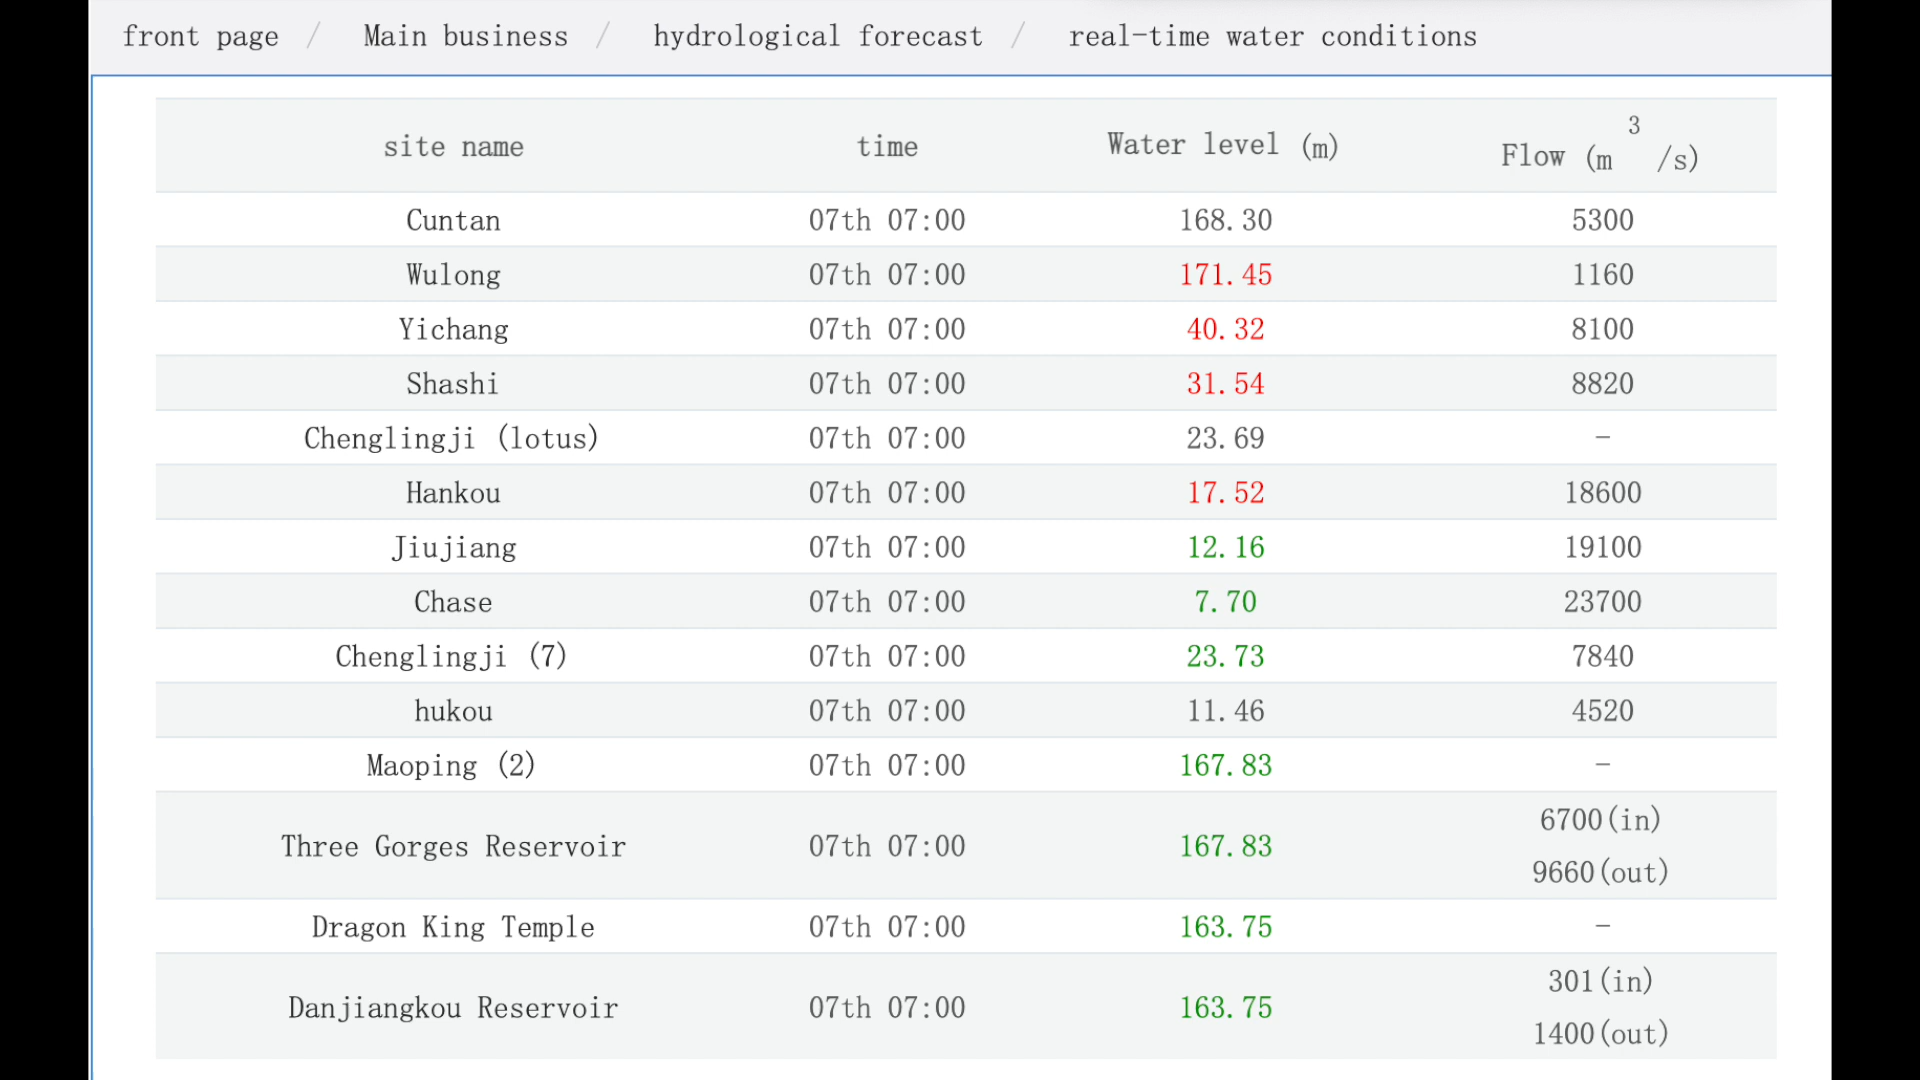 front page / Main business / hydrological forecast / real-time water conditions
site name time Water level (m) Flow (m3/s)
Cuntan 07th 07:00 168.30 5300
Wulong 07th 07:00 171.45 1160
Yichang 07th 07:00 40.32 8100
Shashi 07th 07:00 31.54 8820
Chenglingji (lotus) 07th 07:00 23.69 -
Hankou 07th 07:00 17.52 18600
Jiujiang 07th 07:00 12.16 19100
Chase 07th 07:00 7.70 23700
Chenglingji (7) 07th 07:00 23.73 7840
hukou 07th 07:00 11.46 4520
Maoping (2) 07th 07:00 167.83 -
Three Gorges Reservoir 07th 07:00 167.83 6700(in)
9660(out)
Dragon King Temple 07th 07:00 163.75 -
Danjiangkou Reservoir 07th 07:00 163.75 301(in)
1400(out)